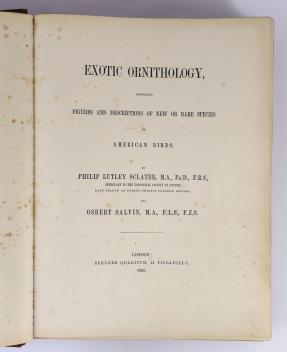 EXOTIC ORNITHOLOGY,
CONTAINING
FIGURES AND DESCRIPTIONS OF NEW OR RARE SPECIES
OF
AMERICAN BIRDS,
BY
PHILIP LUTLEY SCLATER, M.A., PH.D., F.R.S.,
SECRETARY TO THE ZOOLOGICAL SOCIETY OF LONDON,
LATE FELLOW OF CORPUS CHRISTI COLLEGE, OXFORD,
AND
OSBERT SALVIN, M.A., F.L.S., F.Z.S.
LONDON:
BERNARD QUARITCH, 15 PICCADILLY.
1869.